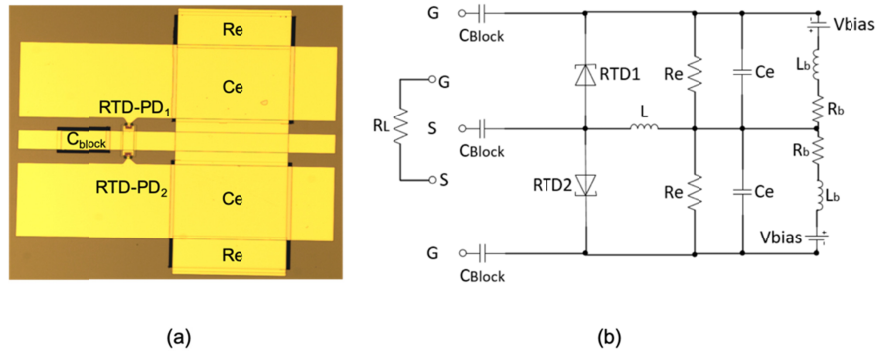 Re
Ce
RTD-PD1
Cblock
RTD-PD2
Ce
Re
(a)
G
CBlock
Vbias
+
-
Lb
RTD1
Re
Ce
G
RL
Rb
S
L
CBlock
Rb
S
RTD2
Re
Ce
Lb
Vbias
+
-
G
CBlock
(b)